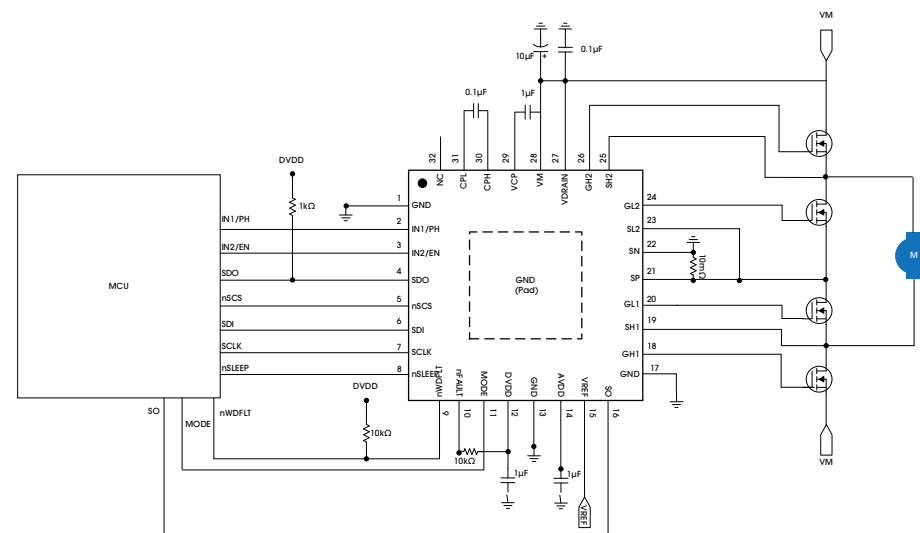 VM
10µF
+
0.1µF
0.1µF
1µF
32
31
30
29
28
27
26
25
NC
CPL
CPH
VCP
VM
VDRAIN
GH2
SH2
DVDD
1kΩ
MCU
IN1/PH
IN2/EN
SDO
nSCS
SDI
SCLK
nSLEEP
1
GND
2
IN1/PH
3
IN2/EN
4
SDO
5
nSCS
6
SDI
7
SCLK
8
nSLEEP
GND
(Pad)
24
GL2
23
SL2
22
SN
21
SP
20
GL1
19
SH1
18
GH1
17
GND
10mΩ
M
nWDFLT
nFAULT
MODE
DVDD
GND
AVDD
VREF
SO
9
10
11
12
13
14
15
16
SO
MODE
nWDFLT
DVDD
10kΩ
10kΩ
1µF
1µF
VREF
VM